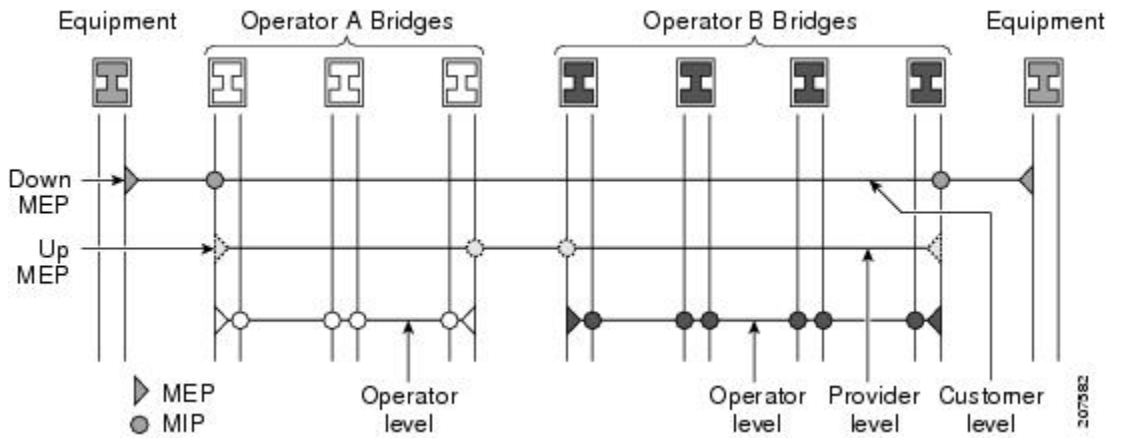 Equipment
Operator A Bridges
Operator B Bridges
Equipment
Down
MEP
Up
MEP
MEP
MIP
Operator
level
Operator
level
Provider
level
Customer
level
207582